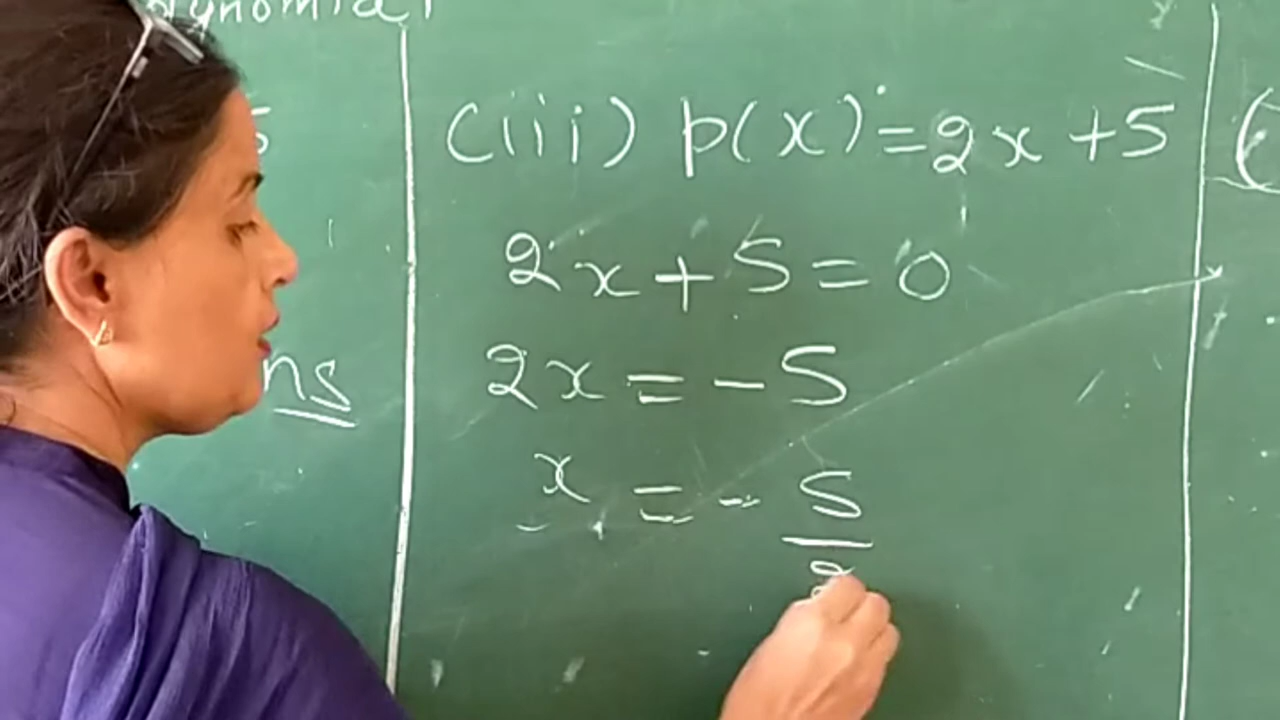 (iii) p(x) = 2x + 5
2x + 5 = 0
2x = - 5
x = - 5/2